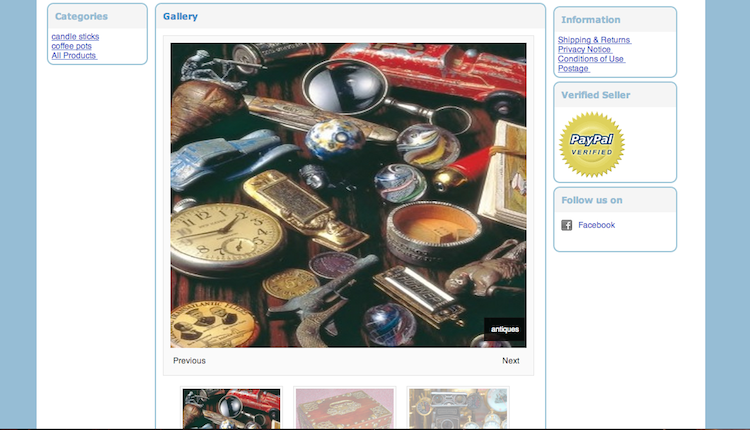 Categories
candle sticks
coffee pots
All Products
Gallery
antiques
Previous
Next
Information
Shipping & Returns
Privacy Notice
Conditions of Use
Postage
Verified Seller
PayPal
VERIFIED
Follow us on
Facebook